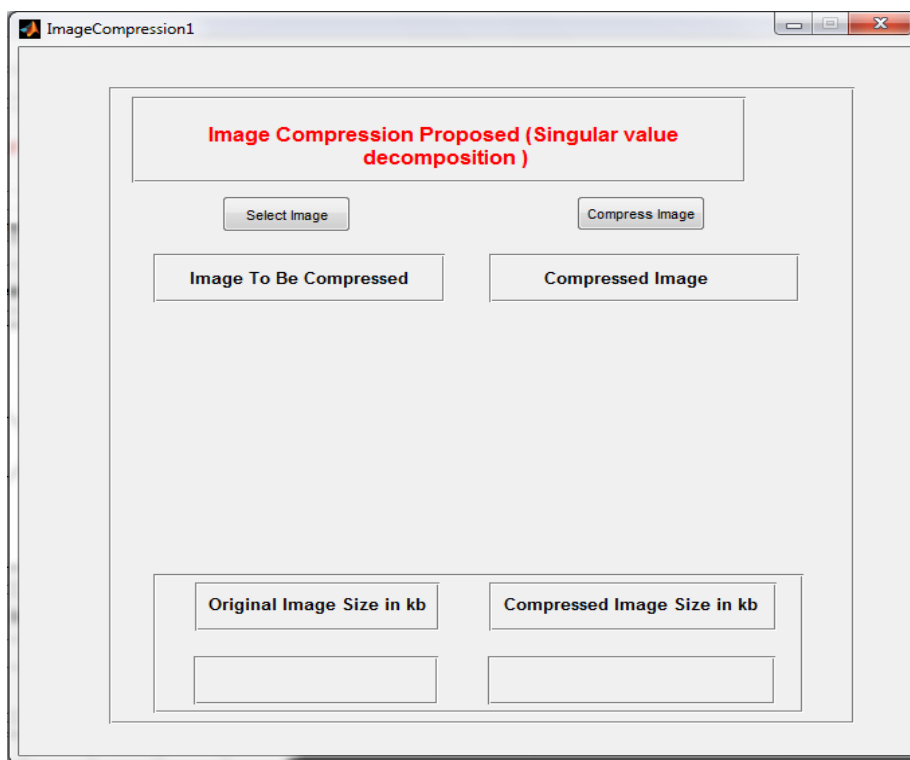 ImageCompression1
Image Compression Proposed (Singular value
decomposition )
Select Image
Compress Image
Image To Be Compressed
Compressed Image
Original Image Size in kb
Compressed Image Size in kb